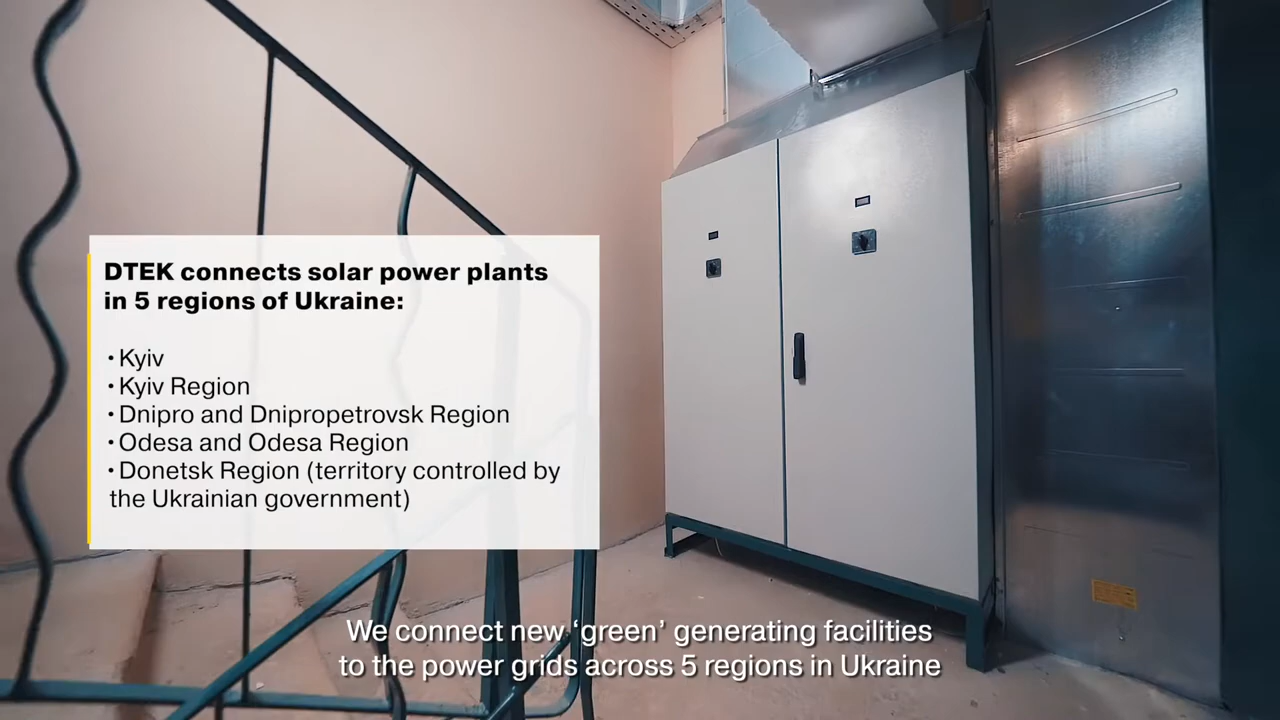 DTEK connects solar power plants
in 5 regions of Ukraine:
• Kyiv
• Kyiv Region
• Dnipro and Dnipropetrovsk Region
• Odesa and Odesa Region
• Donetsk Region (territory controlled by
the Ukrainian government)
We connect new ‘green’ generating facilities
to the power grids across 5 regions in Ukraine